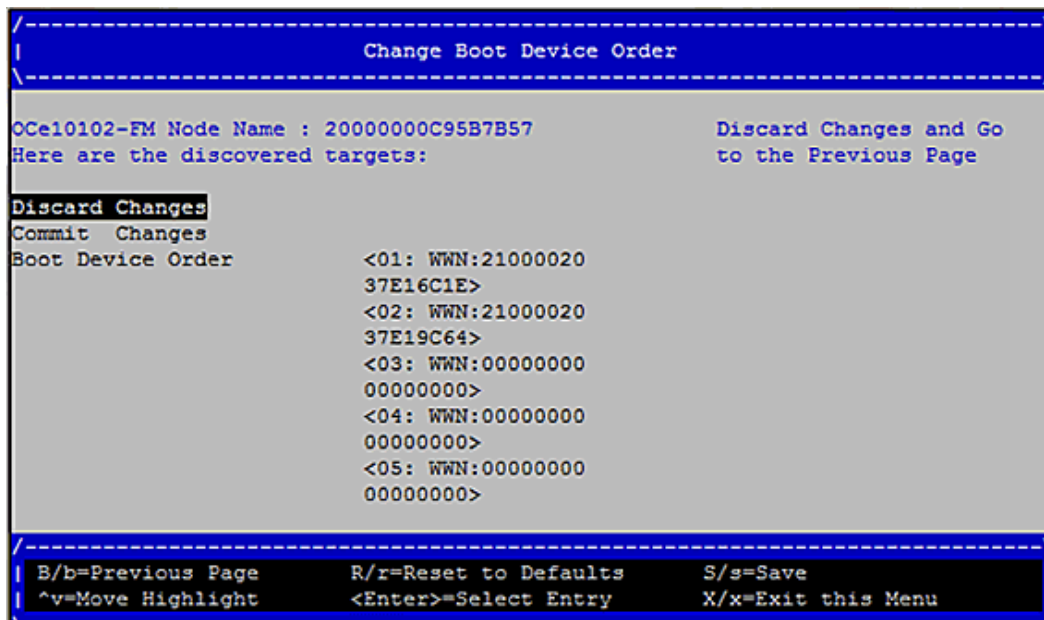 /------------------------------------------------------------------------------\
| Change Boot Device Order
\------------------------------------------------------------------------------/
OCe10102-FM Node Name : 20000000C95B7B57 Discard Changes and Go
Here are the discovered targets: to the Previous Page
Discard Changes
Commit  Changes
Boot Device Order <01: WWN:21000020
37E16C1E>
<02: WWN:21000020
37E19C64>
<03: WWN:00000000
00000000>
<04: WWN:00000000
00000000>
<05: WWN:00000000
00000000>
/------------------------------------------------------------------------------\
| B/b=Previous Page R/r=Reset to Defaults S/s=Save
| ^v=Move Highlight <Enter>=Select Entry X/x=Exit this Menu